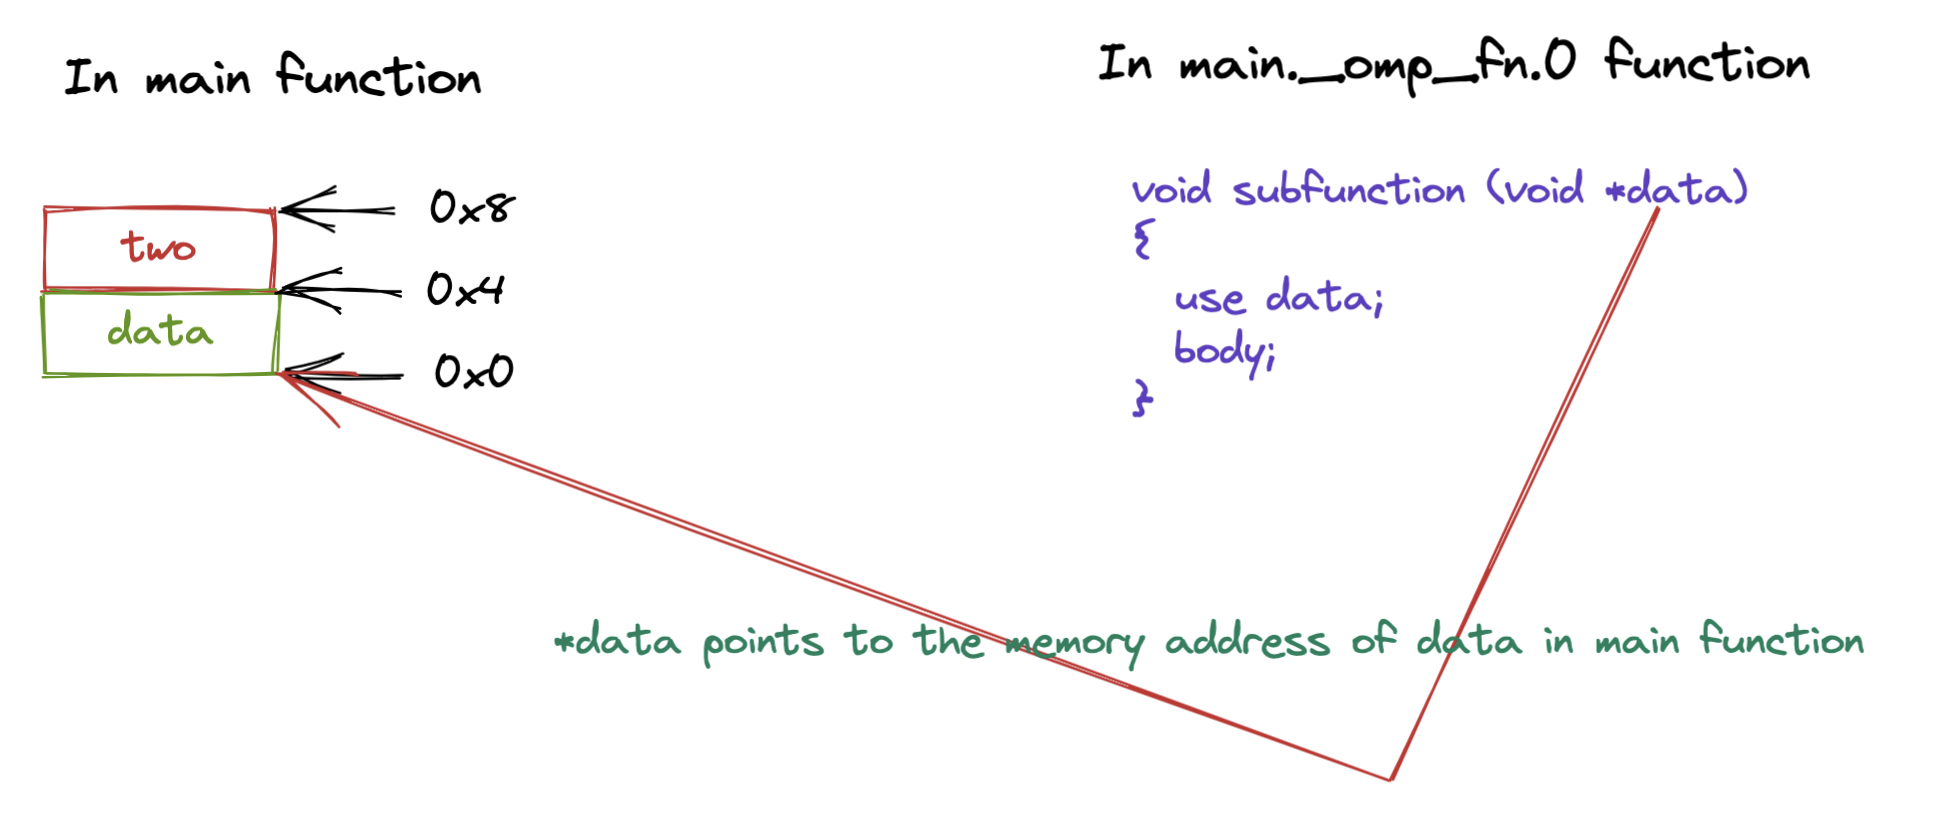 In main function
In main._omp_fn.0 function
two
data
0x8
0x4
0x0
void subfunction (void *data)
{
use data;
body;
}
*data points to the memory address of data in main function